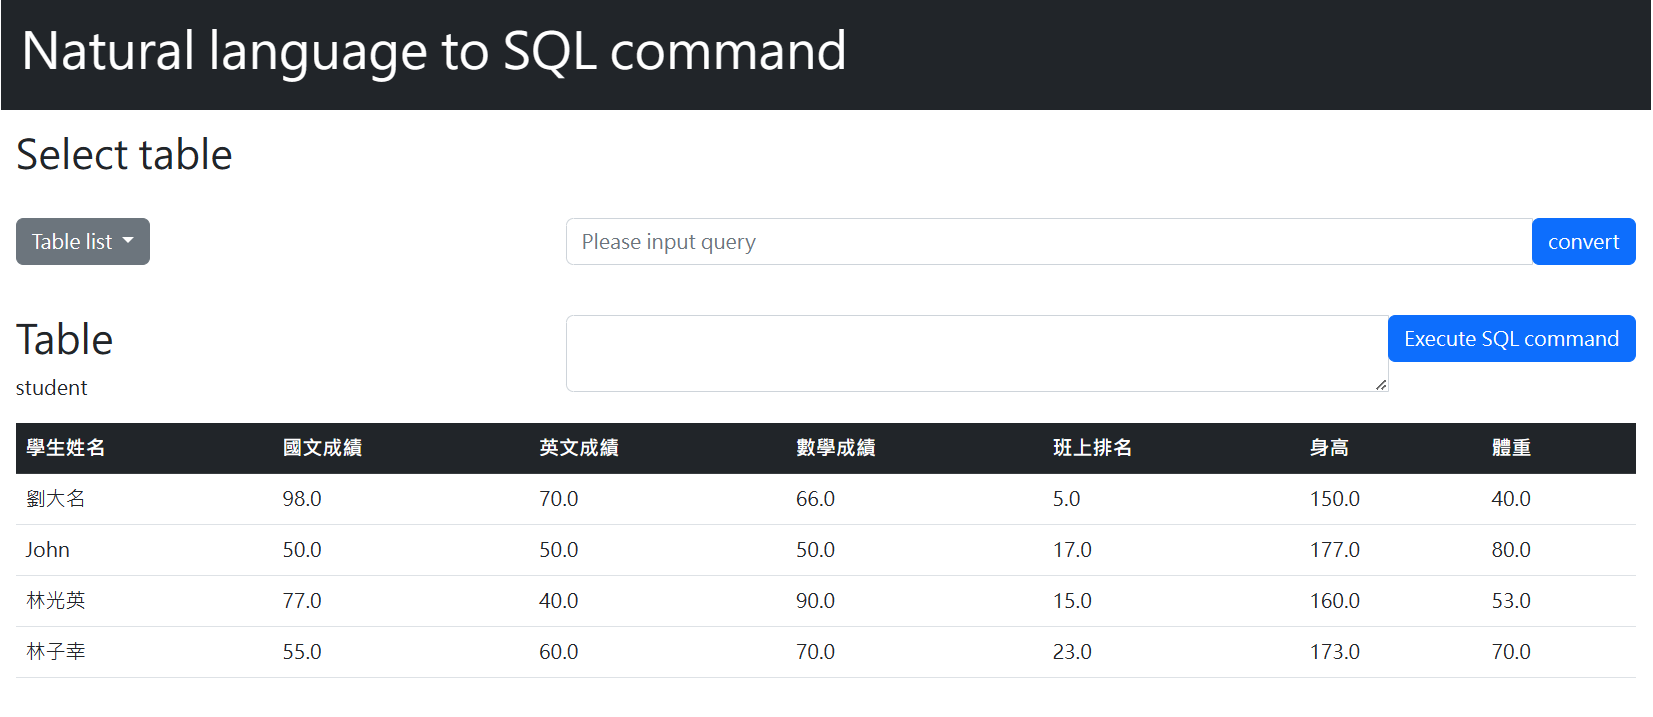 Natural language to SQL command
Select table
Table list
Please input query
convert
Table
Execute SQL command
student
學生姓名 國文成績 英文成績 數學成績 班上排名 身高 體重
劉大名 98.0 70.0 66.0 5.0 150.0 40.0
John 50.0 50.0 50.0 17.0 177.0 80.0
林光英 77.0 40.0 90.0 15.0 160.0 53.0
林子幸 55.0 60.0 70.0 23.0 173.0 70.0